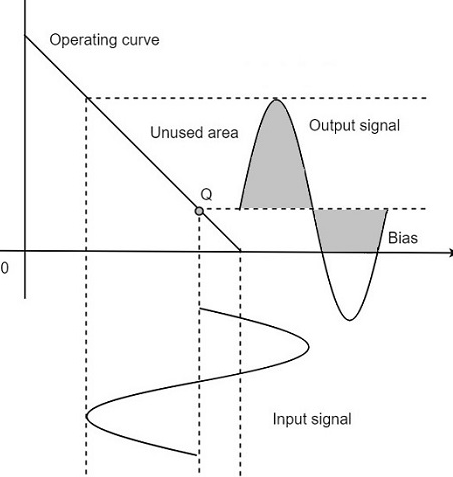 Operating curve
Unused area
Output signal
Q
Bias
0
Input signal